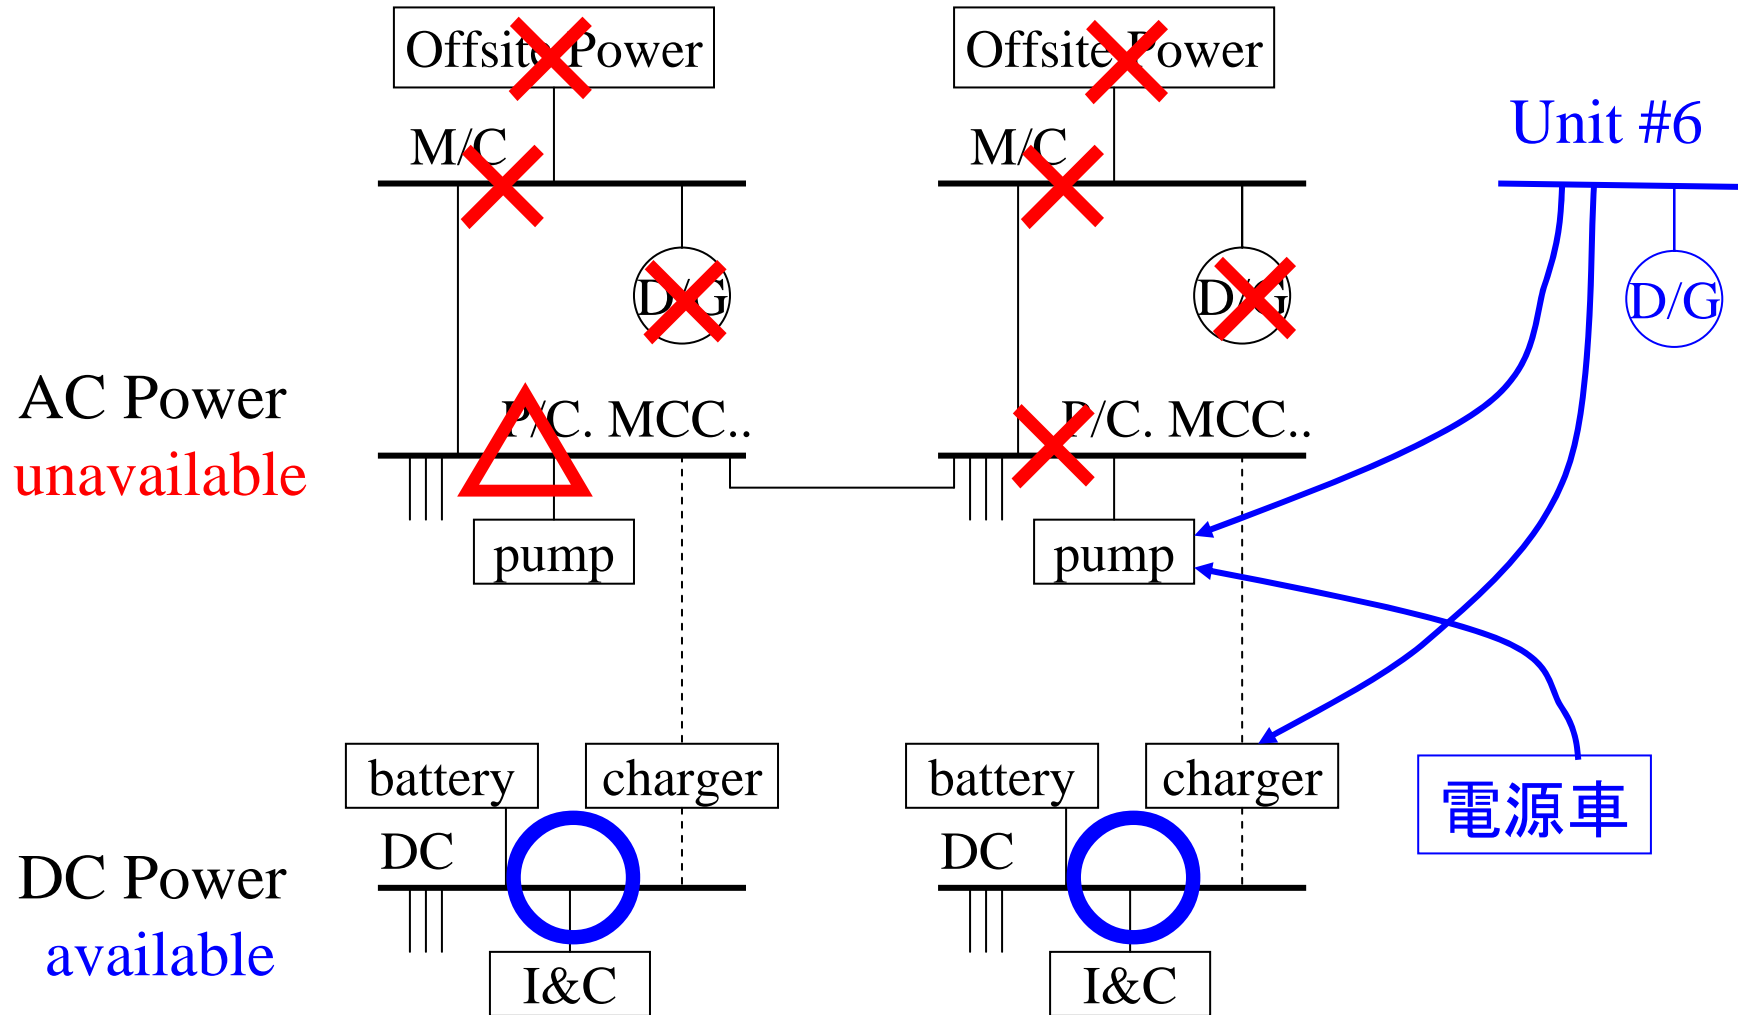 Offsite Power
Offsite Power
Unit #6
M/C
M/C
D/G
D/G
D/G
AC Power
unavailable
P/C. MCC..
P/C. MCC..
pump
pump
battery
charger
battery
charger
電源車
DC
DC
DC Power
available
I&C
I&C